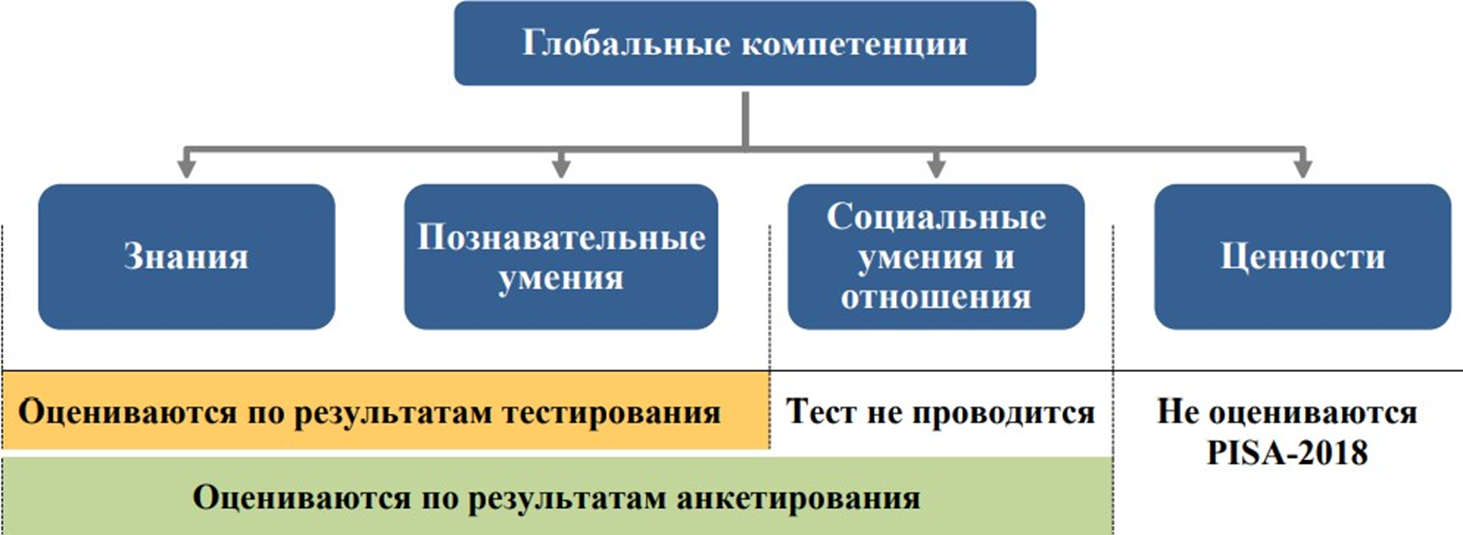 Глобальные компетенции
Знания
Познавательные
умения
Социальные
умения и
отношения
Ценности
Оцениваются по результатам тестирования
Тест не проводится
Не оцениваются
PISA-2018
Оцениваются по результатам анкетирования